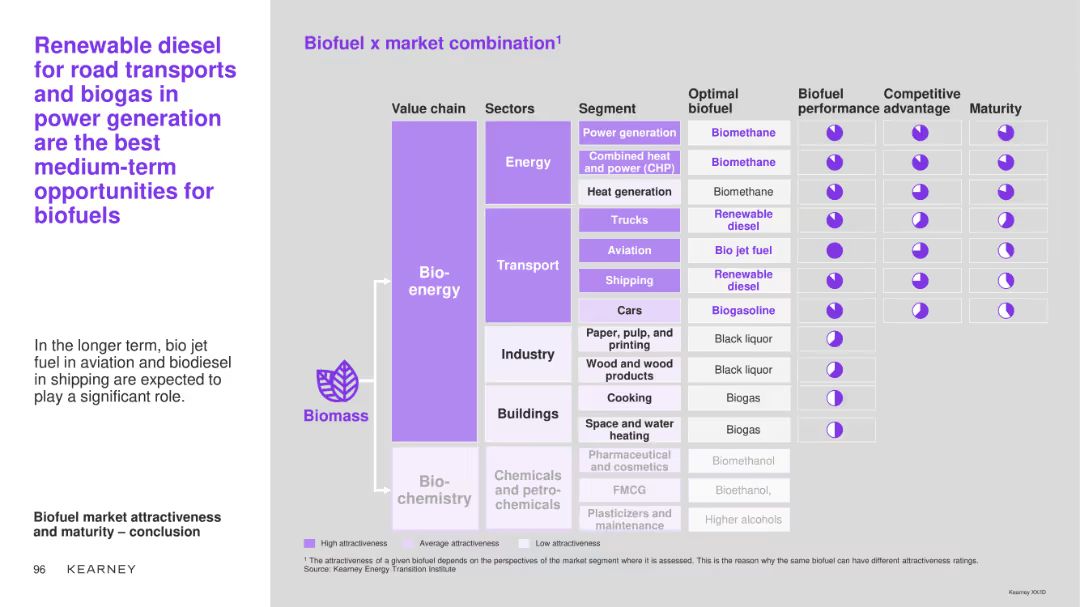 Renewable diesel
for road transports
and biogas in
power generation
are the best
medium-term
opportunities for
biofuels
In the longer term, bio jet
fuel in aviation and biodiesel
in shipping are expected to
play a significant role.
Biofuel market attractiveness
and maturity – conclusion
96 KEARNEY
Biofuel x market combination¹
Value chain
Sectors
Segment
Optimal
biofuel
Biofuel
performance
Competitive
advantage
Maturity
Biomass
Bio-
energy
Energy
Power generation
Biomethane
Combined heat
and power (CHP)
Biomethane
Heat generation
Biomethane
Transport
Trucks
Renewable
diesel
Aviation
Bio jet fuel
Shipping
Renewable
diesel
Cars
Biogasoline
Industry
Paper, pulp, and
printing
Black liquor
Wood and wood
products
Black liquor
Buildings
Cooking
Biogas
Space and water
heating
Biogas
Bio-
chemistry
Chemicals
and petro-
chemicals
Pharmaceutical
and cosmetics
Biomethanol
FMCG
Bioethanol,
Plasticizers and
maintenance
Higher alcohols
High attractiveness
Average attractiveness
Low attractiveness
¹ The attractiveness of a given biofuel depends on the perspectives of the market segment where it is assessed. This is the reason why the same biofuel can have different attractiveness ratings.
Source: Kearney Energy Transition Institute